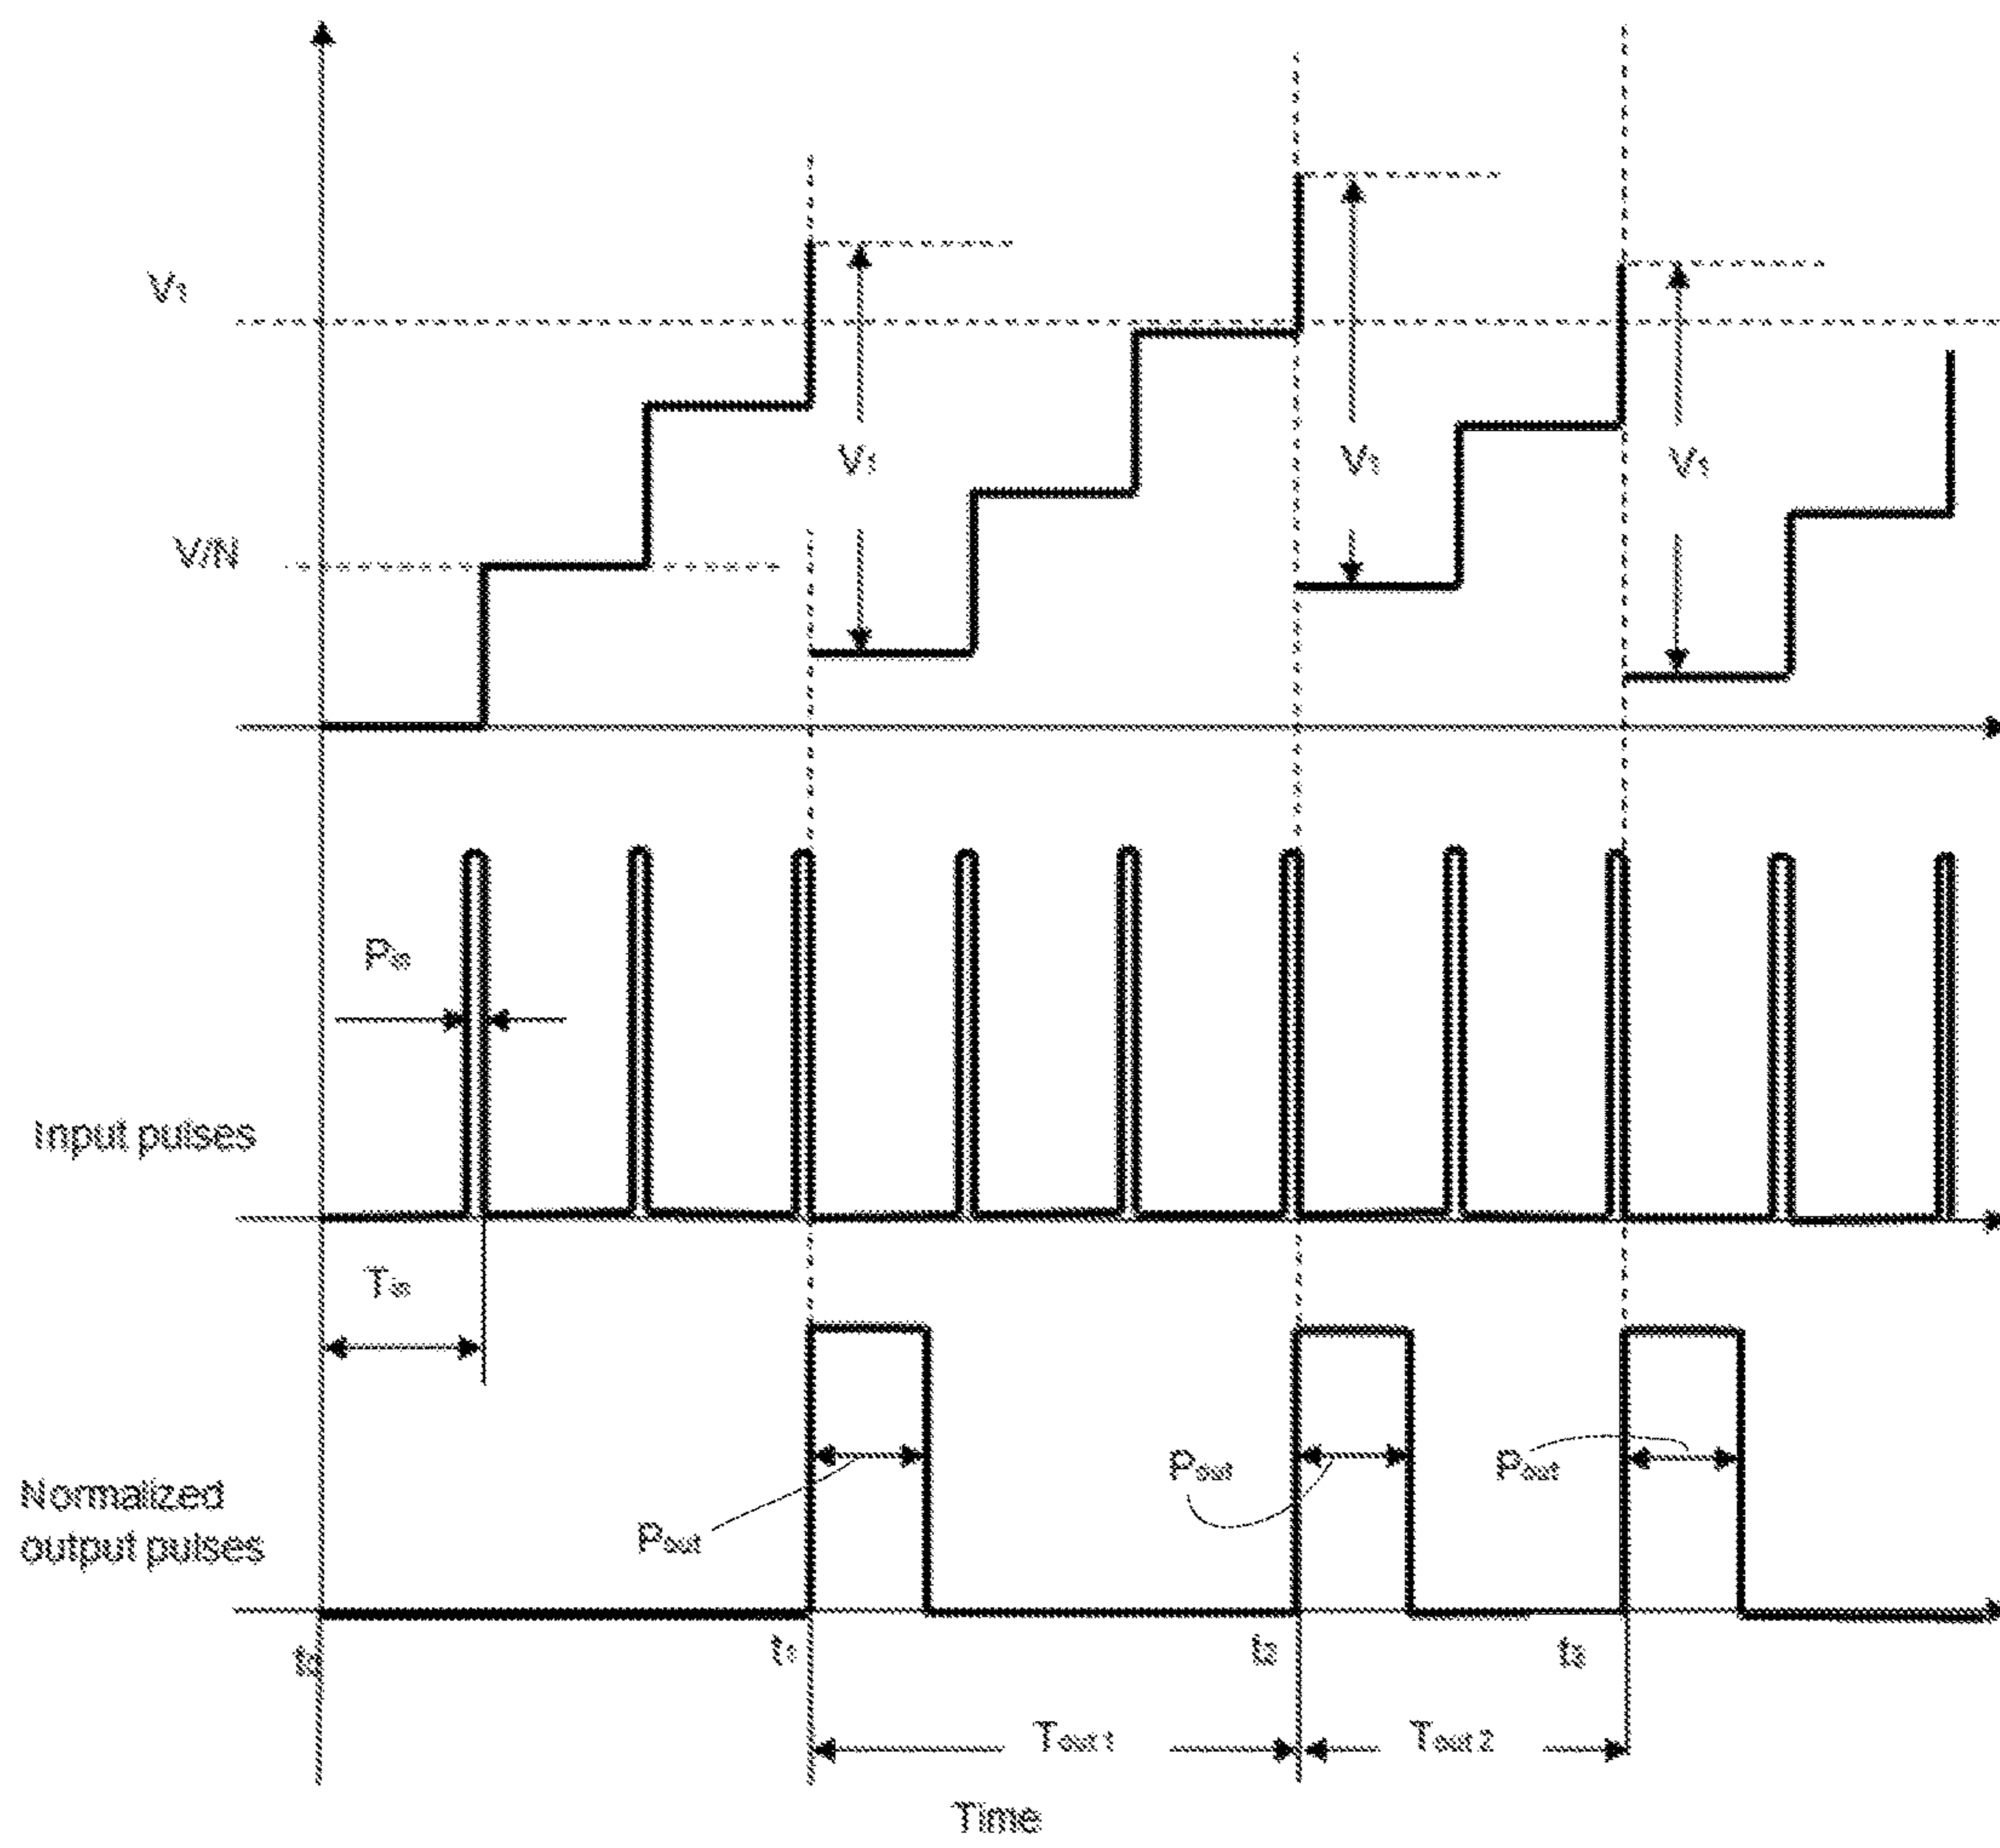 V1
V/N
V1
V1
V1
Pin
Input pulses
Tin
Normalized
output pulses
Pout
Pout
Pout
t1
t2
t3
Tout 1
Tout 2
Time